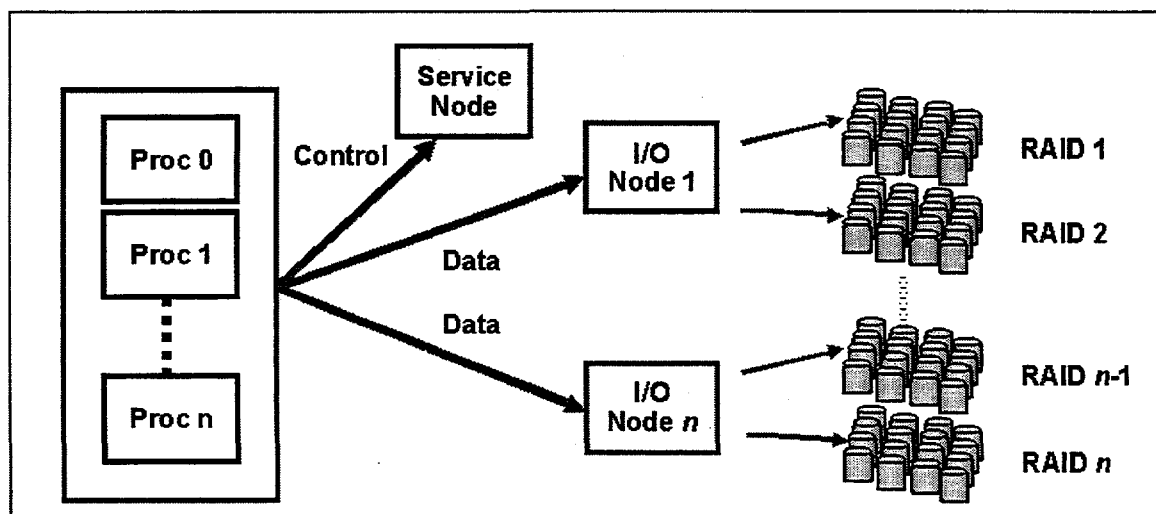 Service
Node
Proc 0
Control
I/O
Node 1
RAID 1
Proc 1
RAID 2
Data
Data
Proc n
I/O
Node n
RAID n-1
RAID n